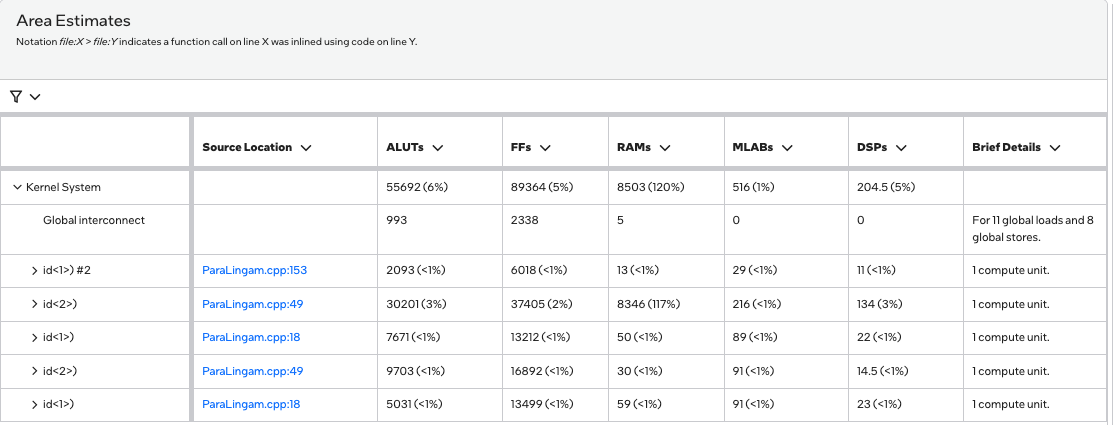 Area Estimates
Notation file:X > file:Y indicates a function call on line X was inlined using code on line Y.
Source Location ALUTs FFs RAMs MLABs DSPs Brief Details
Kernel System 55692 (6%) 89364 (5%) 8503 (120%) 516 (1%) 204.5 (5%)
Global interconnect 993 2338 5 0 0 For 11 global loads and 8
global stores.
id<1>) #2 ParaLingam.cpp:153 2093 (<1%) 6018 (<1%) 13 (<1%) 29 (<1%) 11 (<1%) 1 compute unit.
id<2>) ParaLingam.cpp:49 30201 (3%) 37405 (2%) 8346 (117%) 216 (<1%) 134 (3%) 1 compute unit.
id<1>) ParaLingam.cpp:18 7671 (<1%) 13212 (<1%) 50 (<1%) 89 (<1%) 22 (<1%) 1 compute unit.
id<2>) ParaLingam.cpp:49 9703 (<1%) 16892 (<1%) 30 (<1%) 91 (<1%) 14.5 (<1%) 1 compute unit.
id<1>) ParaLingam.cpp:18 5031 (<1%) 13499 (<1%) 59 (<1%) 91 (<1%) 23 (<1%) 1 compute unit.